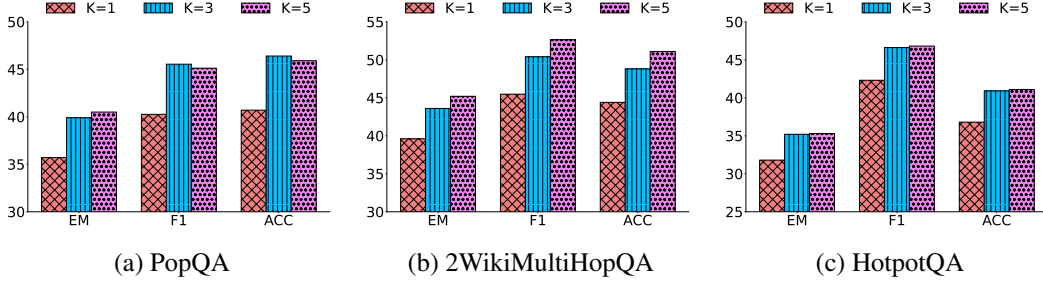 K=1 K=3 K=5
50
45
40
35
30
EM F1 ACC
(a) PopQA
K=1 K=3 K=5
55
50
45
40
35
30
EM F1 ACC
(b) 2WikiMultiHopQA
K=1 K=3 K=5
50
45
40
35
30
25
EM F1 ACC
(c) HotpotQA